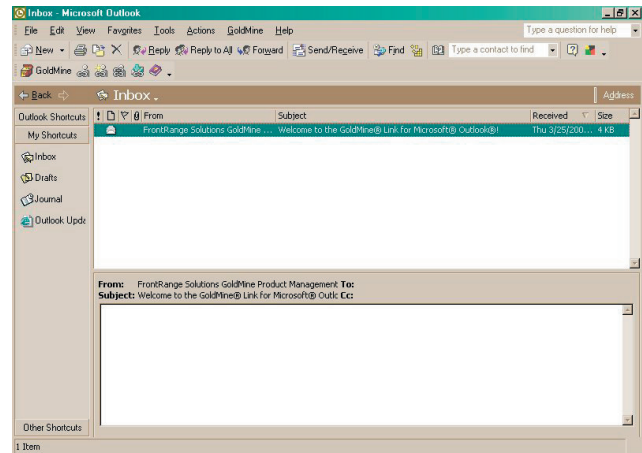 Inbox - Microsoft Outlook
File Edit View Favorites Tools Actions GoldMine Help Type a question for help
New Reply Reply to All Forward Send/Receive Find Type a contact to find
GoldMine
Back Inbox. Address
Outlook Shortcuts ! From Subject Received Size
My Shortcuts FrontRange Solutions GoldMine ... Welcome to the GoldMine® Link for Microsoft® Outlook®! Thu 3/25/200... 4 KB
Inbox
Drafts
Journal
Outlook Upda
From: FrontRange Solutions GoldMine Product Management To:
Subject: Welcome to the GoldMine® Link for Microsoft® Outlc Cc:
Other Shortcuts
1 Item